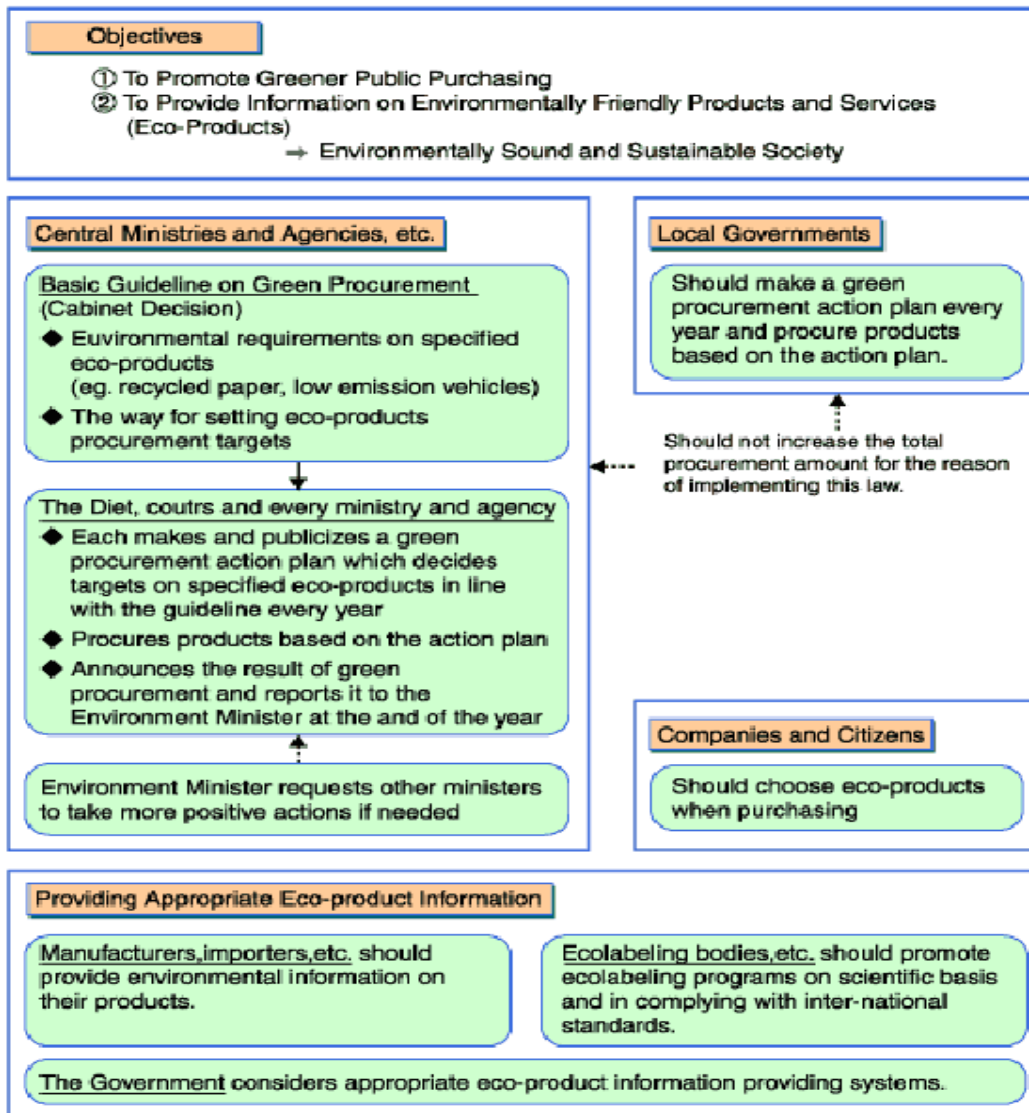 Objectives
① To Promote Greener Public Purchasing
② To Provide Information on Environmentally Friendly Products and Services
(Eco-Products)
→ Environmentally Sound and Sustainable Society
Central Ministries and Agencies, etc.
Basic Guideline on Green Procurement
(Cabinet Decision)
◆ Euvironmental requirements on specified
eco-products
(eg. recycled paper, low emission vehicles)
◆ The way for setting eco-products
procurement targets
The Diet, coutrs and every ministry and agency
◆ Each makes and publicizes a green
procurement action plan which decides
targets on specified eco-products in line
with the guideline every year
◆ Procures products based on the action plan
◆ Announces the result of green
procurement and reports it to the
Environment Minister at the and of the year
Environment Minister requests other ministers
to take more positive actions if needed
Local Governments
Should make a green
procurement action plan every
year and procure products
based on the action plan.
Should not increase the total
procurement amount for the reason
of implementing this law.
Companies and Citizens
Should choose eco-products
when purchasing
Providing Appropriate Eco-product Information
Manufacturers,importers,etc. should
provide environmental information on
their products.
Ecolabeling bodies,etc. should promote
ecolabeling programs on scientific basis
and in complying with inter-national
standards.
The Government considers appropriate eco-product information providing systems.